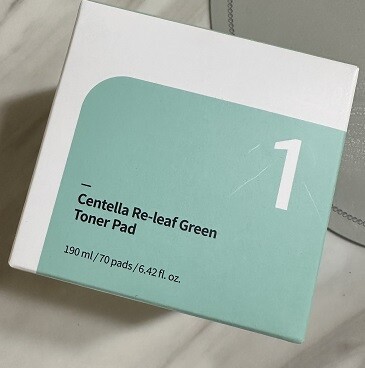 1
Centella Re-leaf Green
Toner Pad
190 ml / 70 pads / 6.42 fl. oz.